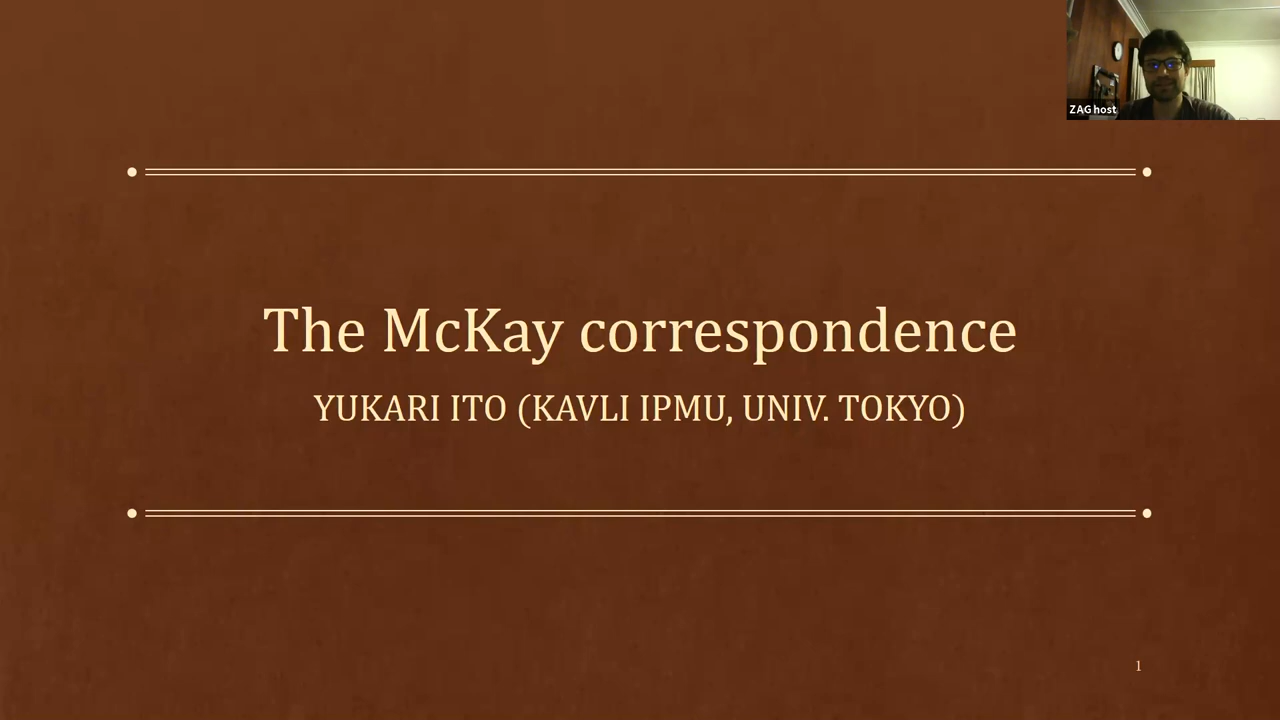 ZAG host
The McKay correspondence
YUKARI ITO (KAVLI IPMU, UNIV. TOKYO)
1